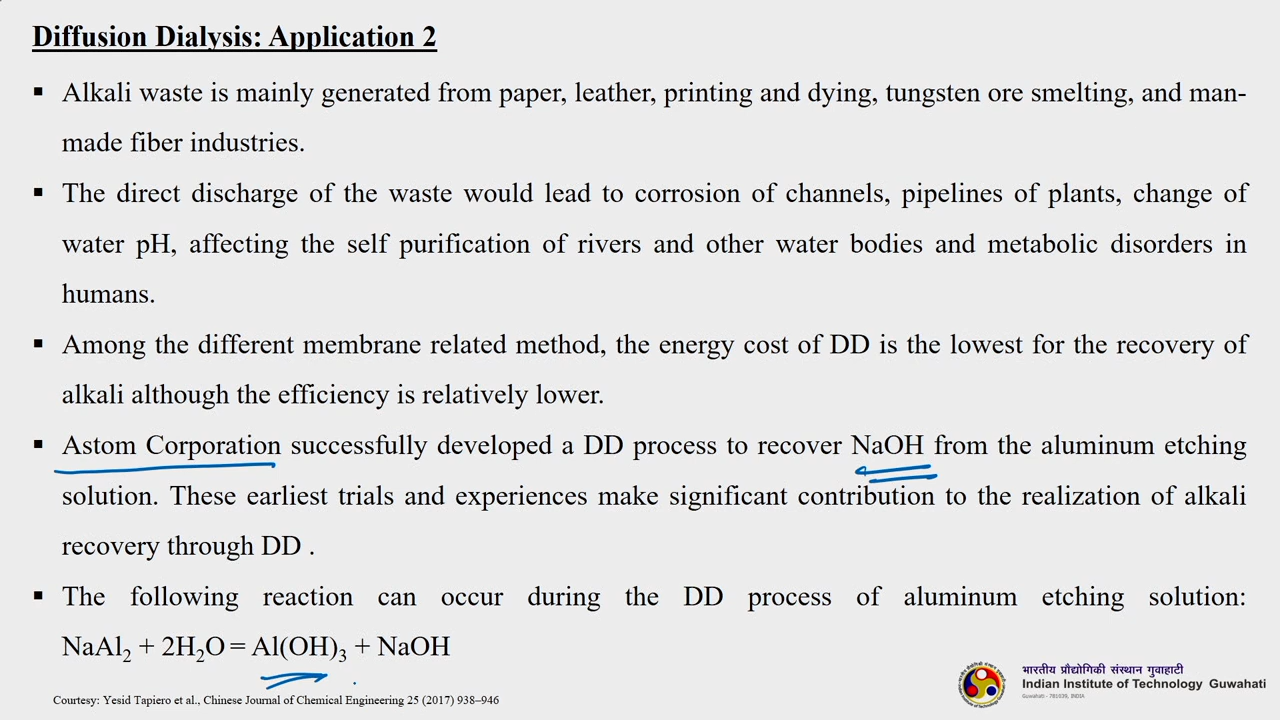 Diffusion Dialysis: Application 2
▪ Alkali waste is mainly generated from paper, leather, printing and dying, tungsten ore smelting, and man-
made fiber industries.
▪ The direct discharge of the waste would lead to corrosion of channels, pipelines of plants, change of
water pH, affecting the self purification of rivers and other water bodies and metabolic disorders in
humans.
▪ Among the different membrane related method, the energy cost of DD is the lowest for the recovery of
alkali although the efficiency is relatively lower.
▪ Astom Corporation successfully developed a DD process to recover NaOH from the aluminum etching
solution. These earliest trials and experiences make significant contribution to the realization of alkali
recovery through DD .
▪ The following reaction can occur during the DD process of aluminum etching solution:
NaAl₂ + 2H₂O = Al(OH)₃ + NaOH
Courtesy: Yesid Tapiero et al., Chinese Journal of Chemical Engineering 25 (2017) 938–946
भारतीय प्रौद्योगिकी संस्थान गुवाहाटी
Indian Institute of Technology Guwahati
Guwahati - 781039, INDIA